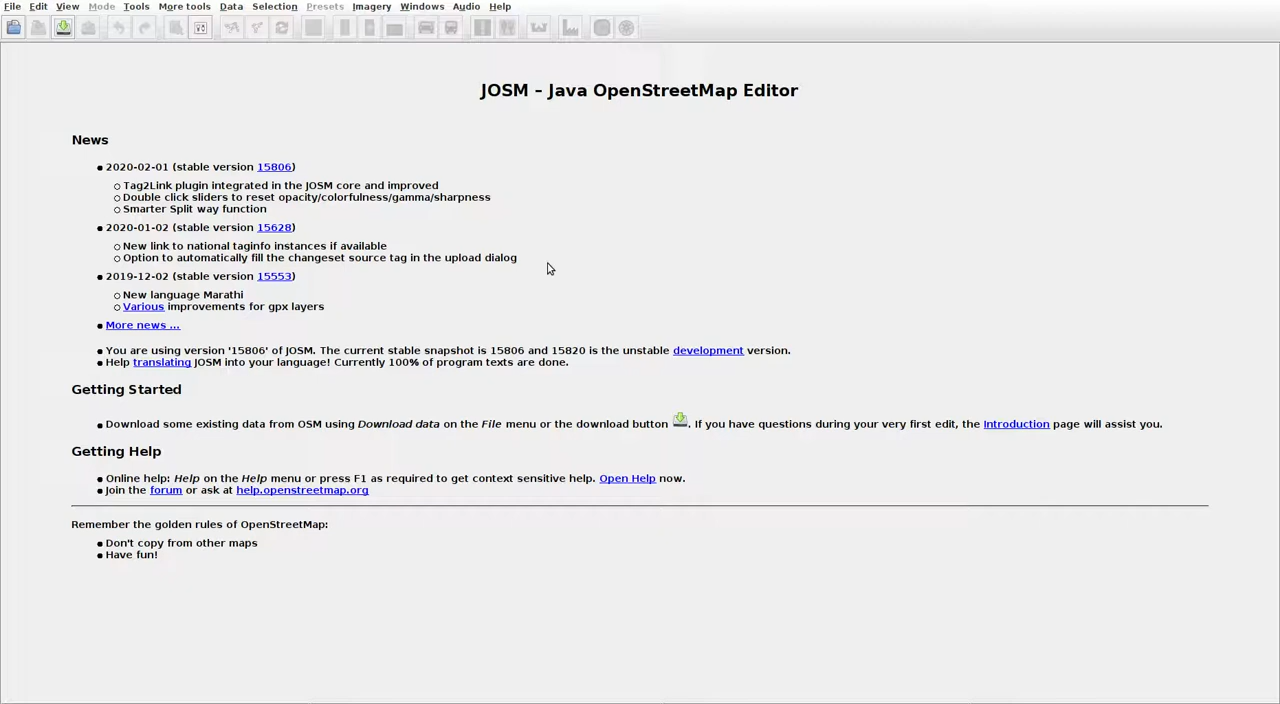 File Edit View Mode Tools More tools Data Selection Presets Imagery Windows Audio Help
JOSM – Java OpenStreetMap Editor
News
2020-02-01 (stable version 15806)
Tag2Link plugin integrated in the JOSM core and improved
Double click sliders to reset opacity/colorfulness/gamma/sharpness
Smarter Split way function
2020-01-02 (stable version 15628)
New link to national taginfo instances if available
Option to automatically fill the changeset source tag in the upload dialog
2019-12-02 (stable version 15553)
New language Marathi
Various improvements for gpx layers
More news ...
You are using version '15806' of JOSM. The current stable snapshot is 15806 and 15820 is the unstable development version.
Help translating JOSM into your language! Currently 100% of program texts are done.
Getting Started
Download some existing data from OSM using Download data on the File menu or the download button . If you have questions during your very first edit, the Introduction page will assist you.
Getting Help
Online help: Help on the Help menu or press F1 as required to get context sensitive help. Open Help now.
Join the forum or ask at help.openstreetmap.org
Remember the golden rules of OpenStreetMap:
Don't copy from other maps
Have fun!